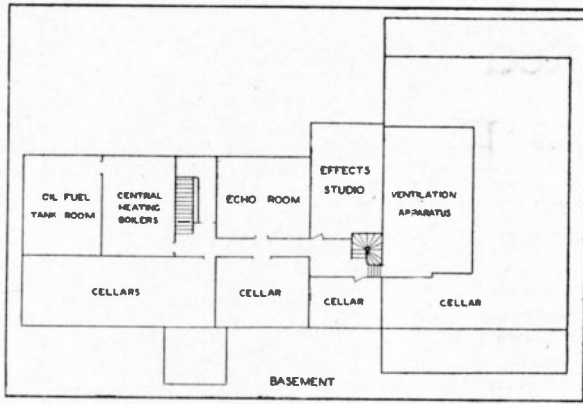 EFFECTS
STUDIO
OIL FUEL
TANK ROOM
CENTRAL
HEATING
BOILERS
ECHO ROOM
VENTILATION
APPARATUS
CELLARS
CELLAR
CELLAR
CELLAR
BASEMENT